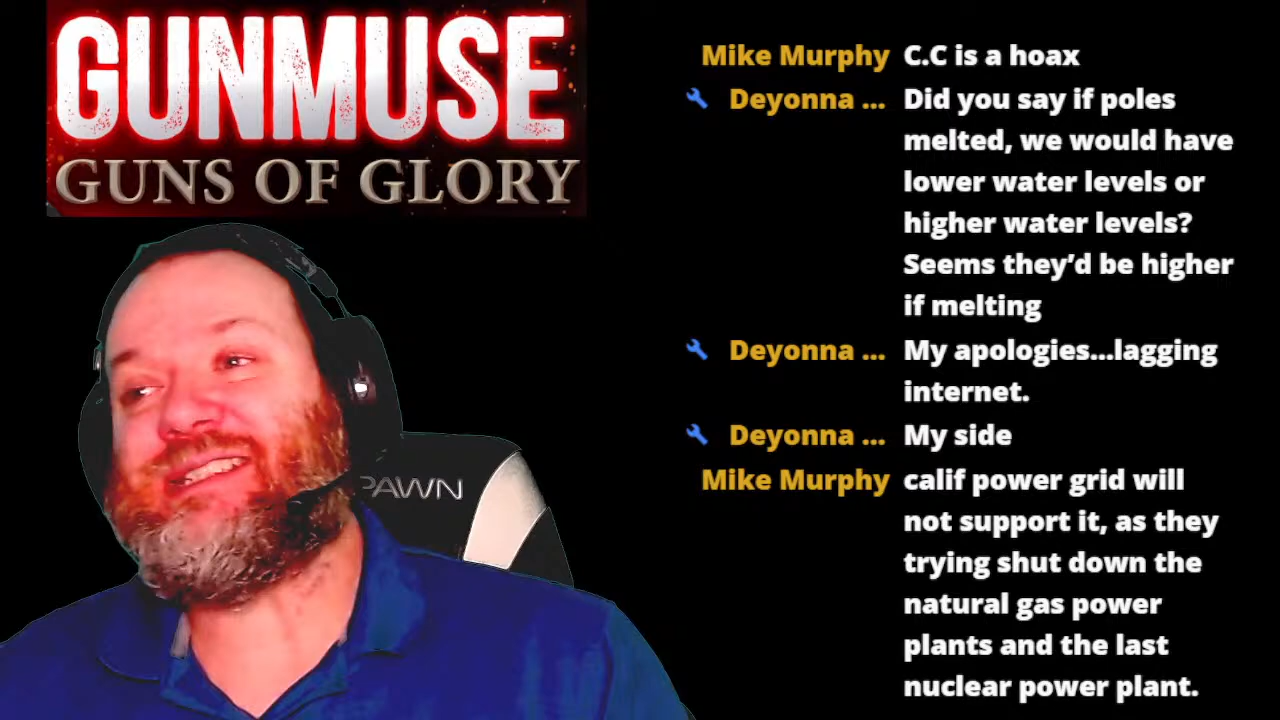 GUNMUSE
GUNS OF GLORY
PAWN
Mike Murphy C.C is a hoax
Deyonna ... Did you say if poles
melted, we would have
lower water levels or
higher water levels?
Seems they’d be higher
if melting
Deyonna ... My apologies...lagging
internet.
Deyonna ... My side
Mike Murphy calif power grid will
not support it, as they
trying shut down the
natural gas power
plants and the last
nuclear power plant.